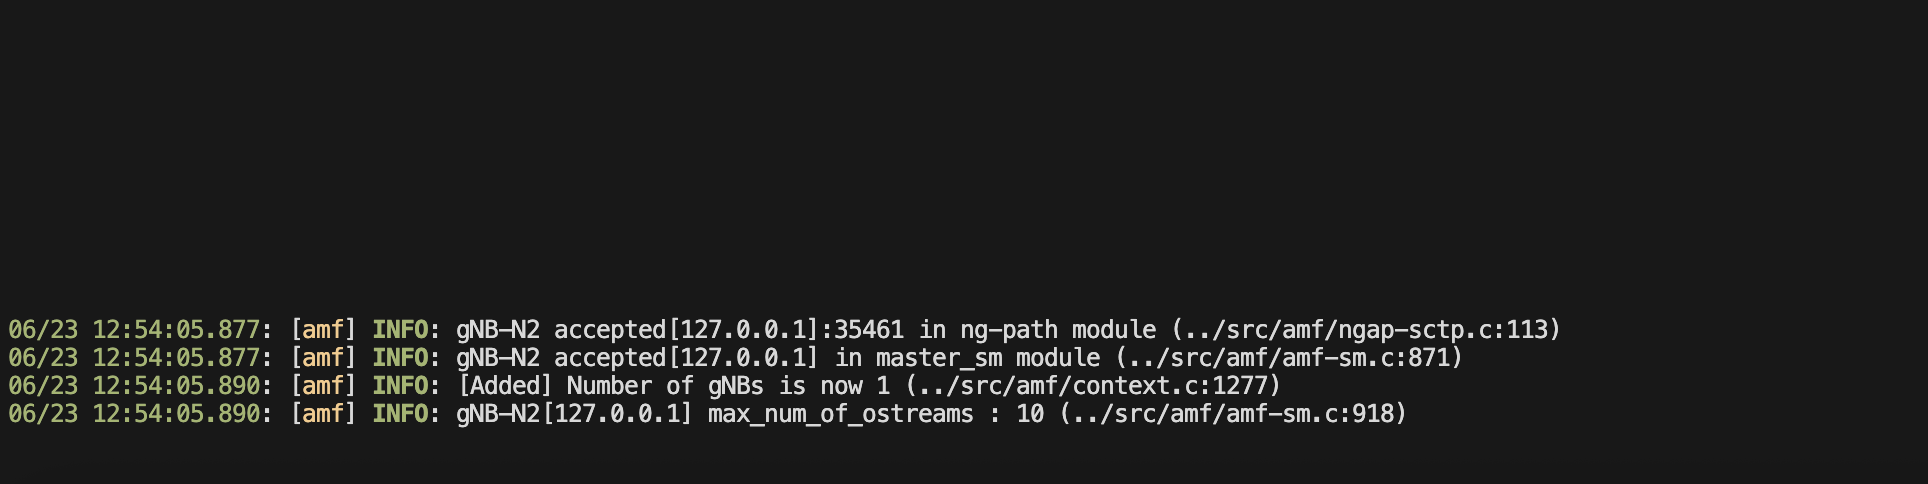 06/23 12:54:05.877: [amf] INFO: gNB-N2 accepted[127.0.0.1]:35461 in ng-path module (../src/amf/ngap-sctp.c:113)
06/23 12:54:05.877: [amf] INFO: gNB-N2 accepted[127.0.0.1] in master_sm module (../src/amf/amf-sm.c:871)
06/23 12:54:05.890: [amf] INFO: [Added] Number of gNBs is now 1 (../src/amf/context.c:1277)
06/23 12:54:05.890: [amf] INFO: gNB-N2[127.0.0.1] max_num_of_ostreams : 10 (../src/amf/amf-sm.c:918)